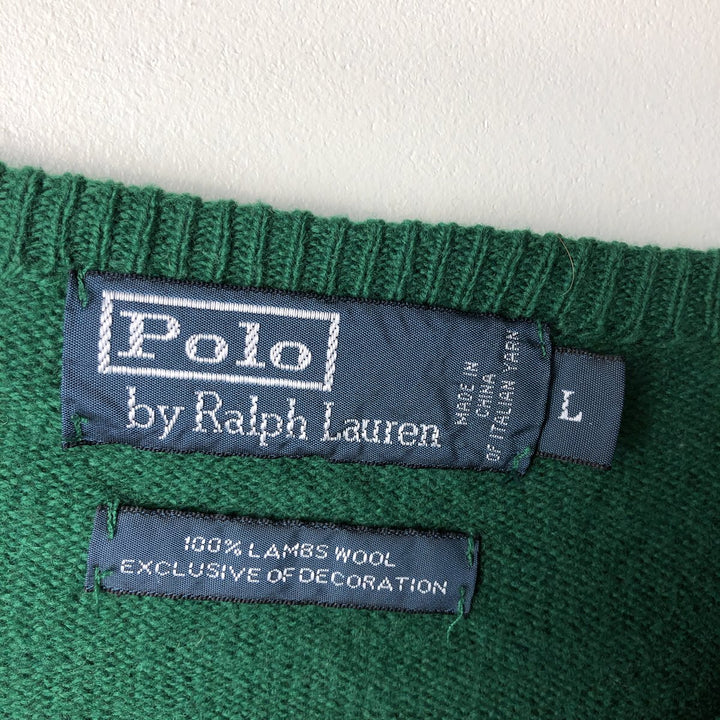 Polo
by Ralph Lauren
MADE IN
CHINA
OF ITALIAN YARN
L
100% LAMBS WOOL
EXCLUSIVE OF DECORATION